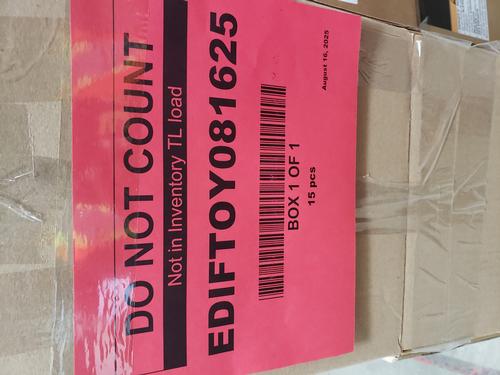 DO NOT COUNT
Not in Inventory TL load
EDIFTOY081625
BOX 1 OF 1
15 pcs
August 16, 2025